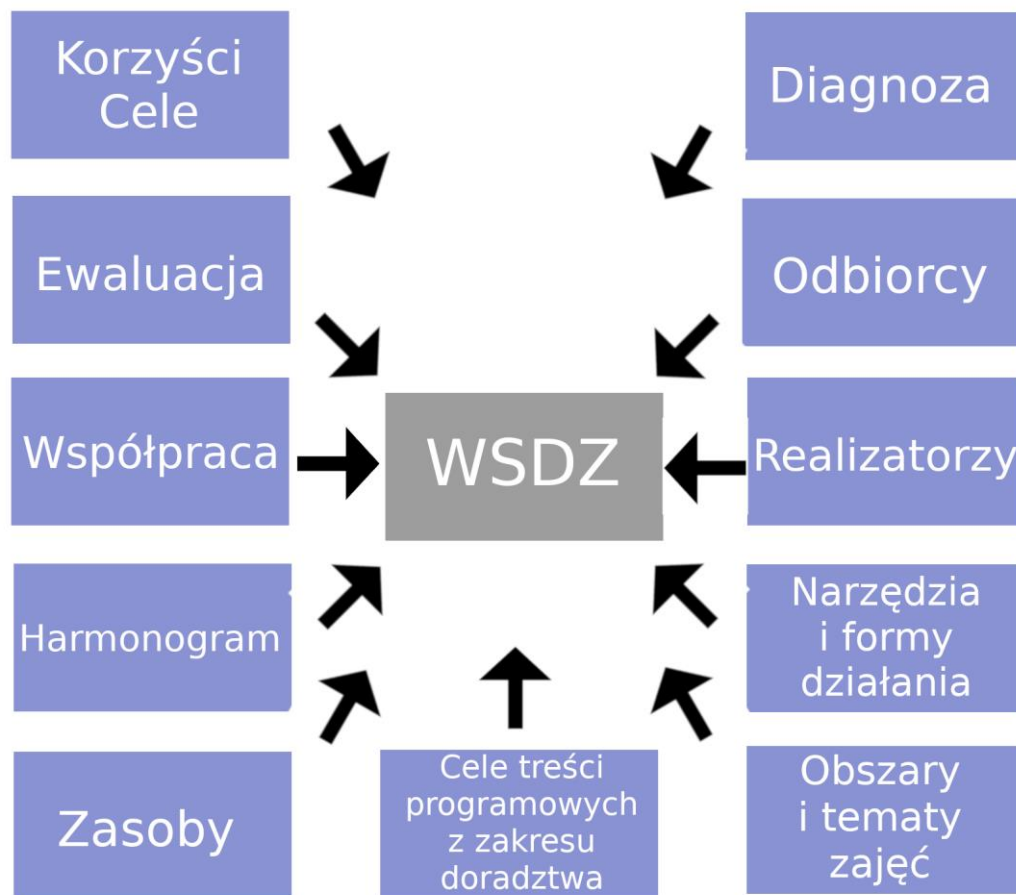 Korzyści
Cele
Diagnoza
Ewaluacja
Odbiorcy
Współpraca
WSDZ
Realizatorzy
Harmonogram
Narzędzia
i formy
działania
Zasoby
Cele treści
programowych
z zakresu
doradztwa
Obszary
i tematy
zajęć